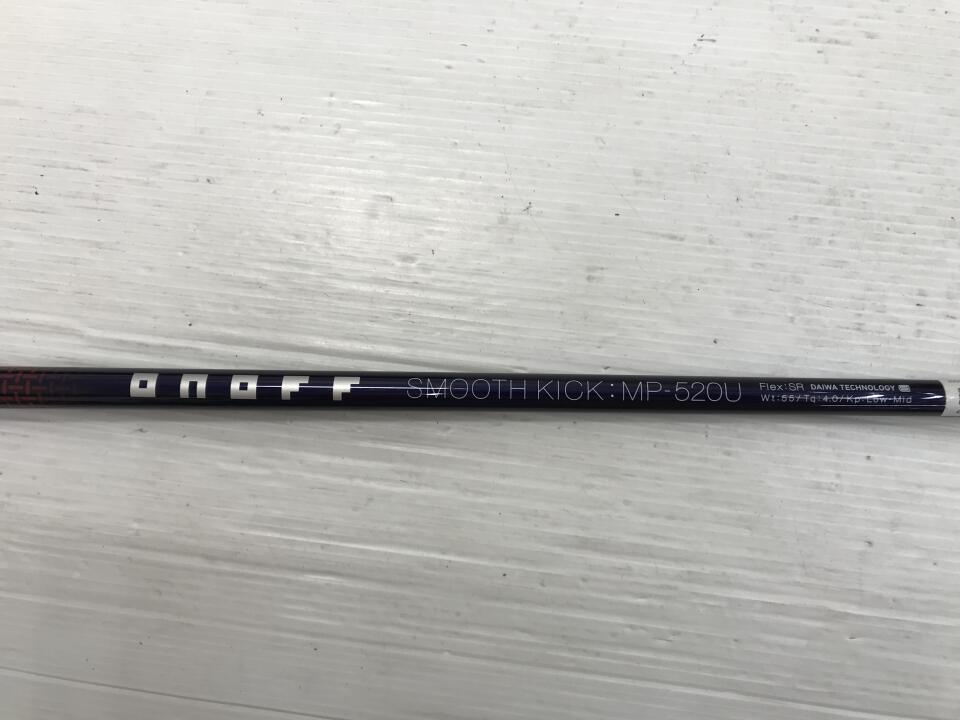 onoff SMOOTH KICK:MP-520U
Flex:SR DAIWA TECHNOLOGY
Wt:55/Tq:4.0/Kp:Low-Mid